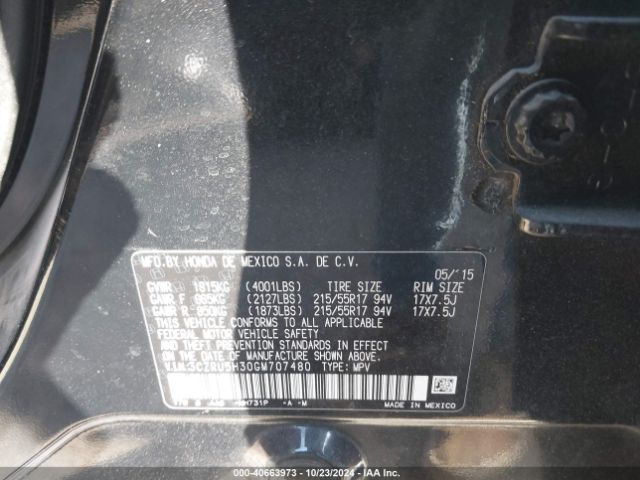 MFD.BY HONDA DE MEXICO S.A. DE C.V.
05/'15
GVWR 1815KG (4001LBS) TIRE SIZE RIM SIZE
GAWR F 965KG (2127LBS) 215/55R17 94V 17X7.5J
GAWR R 850KG (1873LBS) 215/55R17 94V 17X7.5J
THIS VEHICLE CONFORMS TO ALL APPLICABLE
FEDERAL MOTOR VEHICLE SAFETY
AND THEFT PREVENTION STANDARDS
IN EFFECT ON THE DATE OF MANUFACTURE
SHOWN ABOVE.
V.I.N.:3CZRU5H30GM707480 TYPE: MPV
-A -M
MADE IN MEXICO
000-40663973 - 10/23/2024 - IAA Inc.